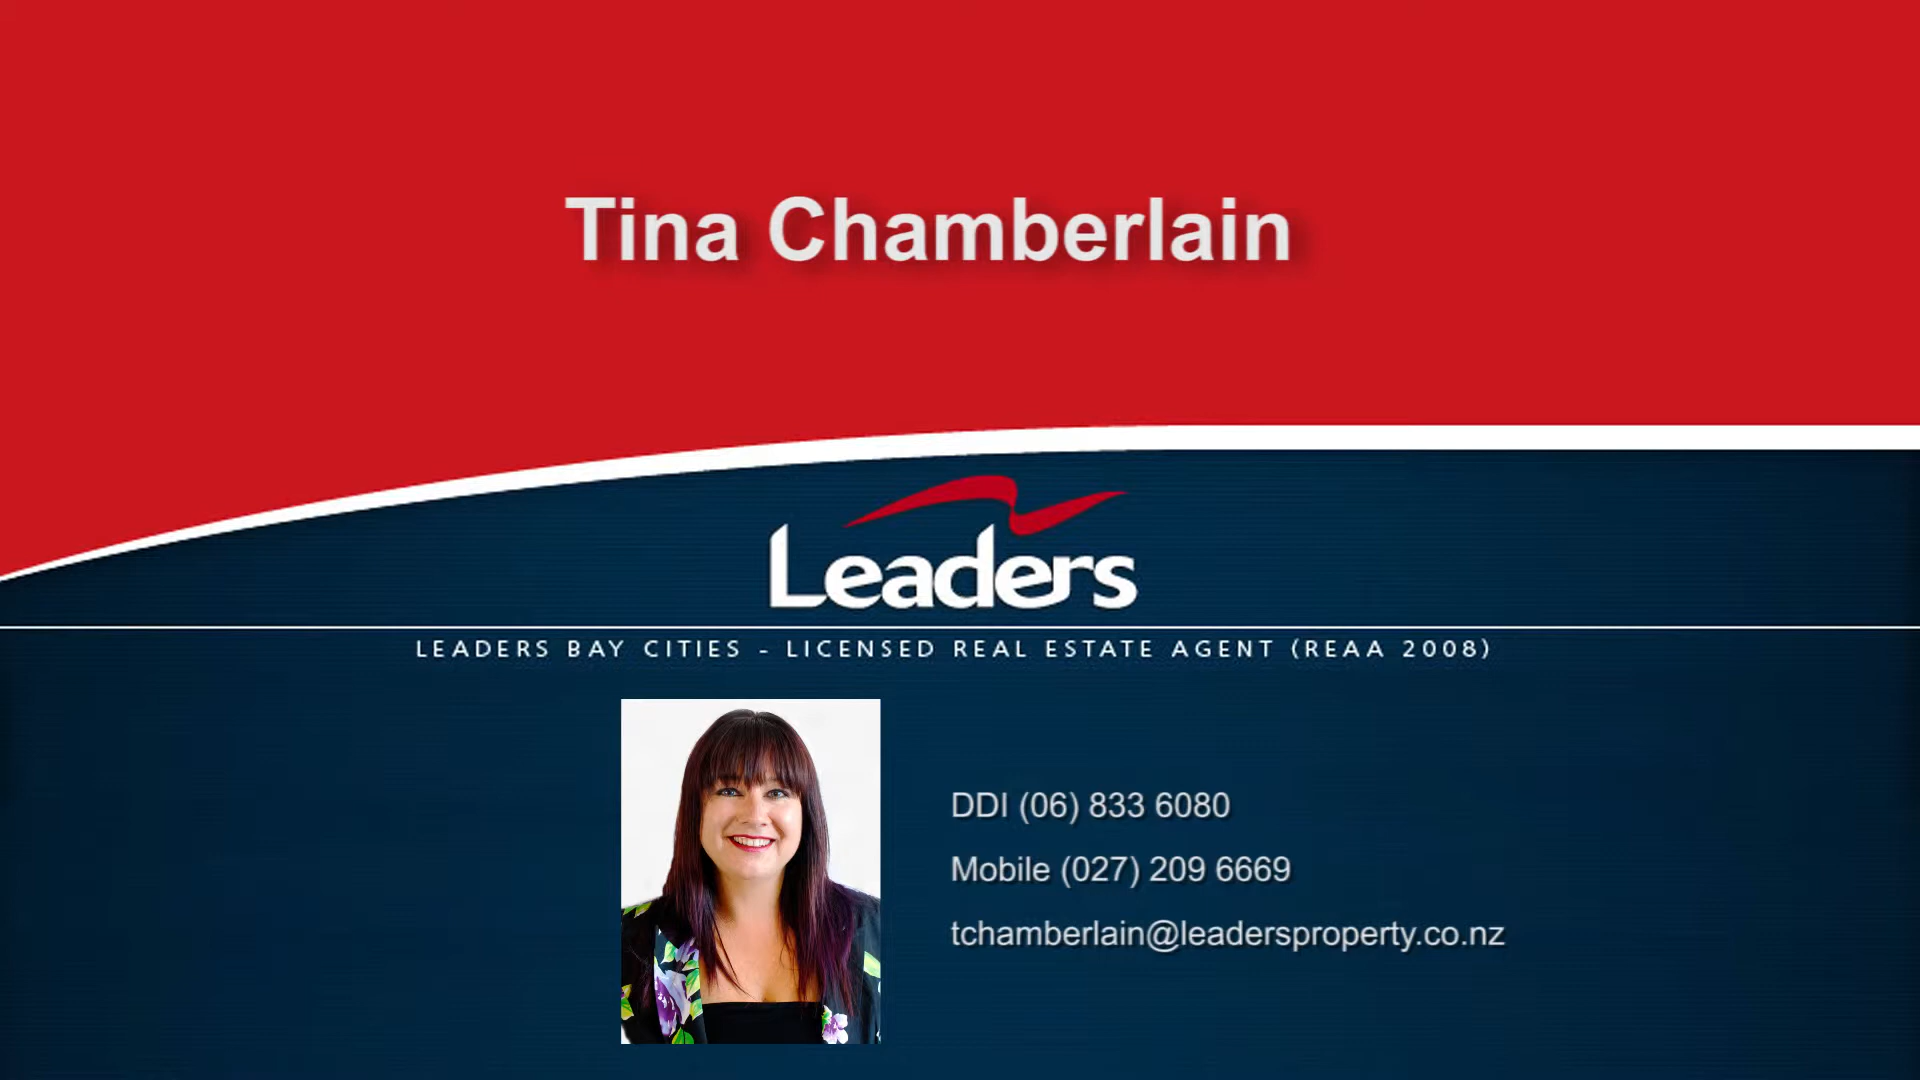 Tina Chamberlain
Leaders
LEADERS BAY CITIES - LICENSED REAL ESTATE AGENT (REAA 2008)
DDI (06) 833 6080
Mobile (027) 209 6669
tchamberlain@leadersproperty.co.nz